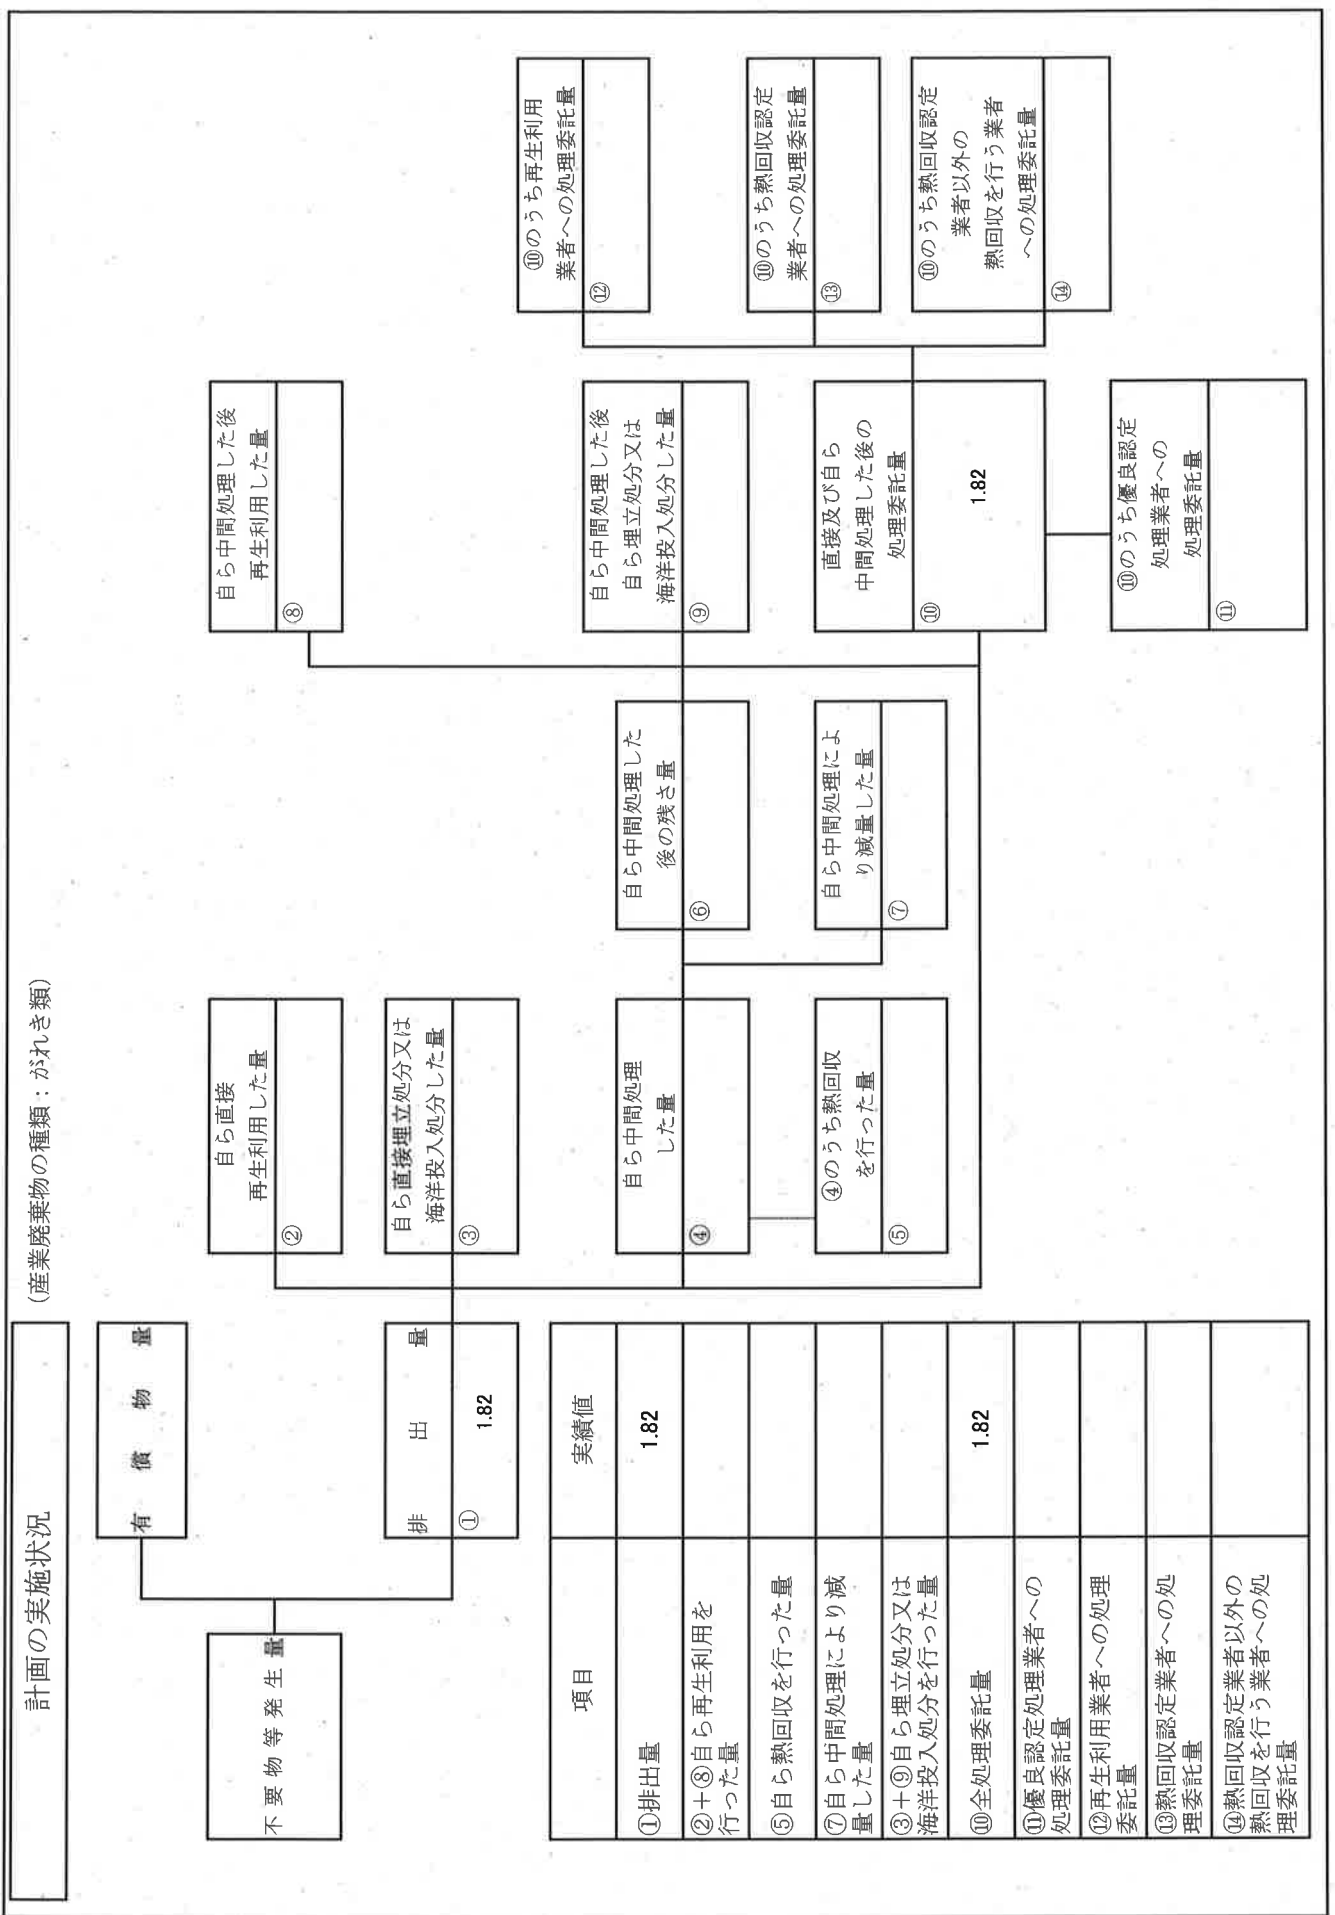 計画の実施状況
(産業廃棄物の種類:がれき類)
不要物等発生量
有償物量
排出量
①
1.82
自ら直接
再生利用した量
②
自ら直接埋立処分又は
海洋投入処分した量
③
自ら中間処理
した量
④
④のうち熱回収
を行った量
⑤
自ら中間処理した
後の残さ量
⑥
自ら中間処理によ
り減量した量
⑦
自ら中間処理した後
再生利用した量
⑧
自ら中間処理した後
自ら埋立処分又は
海洋投入処分した量
⑨
直接及び自ら
中間処理した後の
処理委託量
⑩
1.82
⑩のうち優良認定
処理業者への
処理委託量
⑪
⑩のうち再生利用
業者への処理委託量
⑫
⑩のうち熱回収認定
業者への処理委託量
⑬
⑩のうち熱回収認定
業者以外の
熱回収を行う業者
への処理委託量
⑭
項目 実績値
①排出量 1.82
②+⑧自ら再生利用を
行った量
⑤自ら熱回収を行った量
⑦自ら中間処理により減
量した量
③+⑨自ら埋立処分又は
海洋投入処分を行った量
⑩全処理委託量 1.82
⑪優良認定処理業者への
処理委託量
⑫再生利用業者への処理
委託量
⑬熱回収認定業者への処
理委託量
⑭熱回収認定業者以外の
熱回収を行う業者への処
理委託量